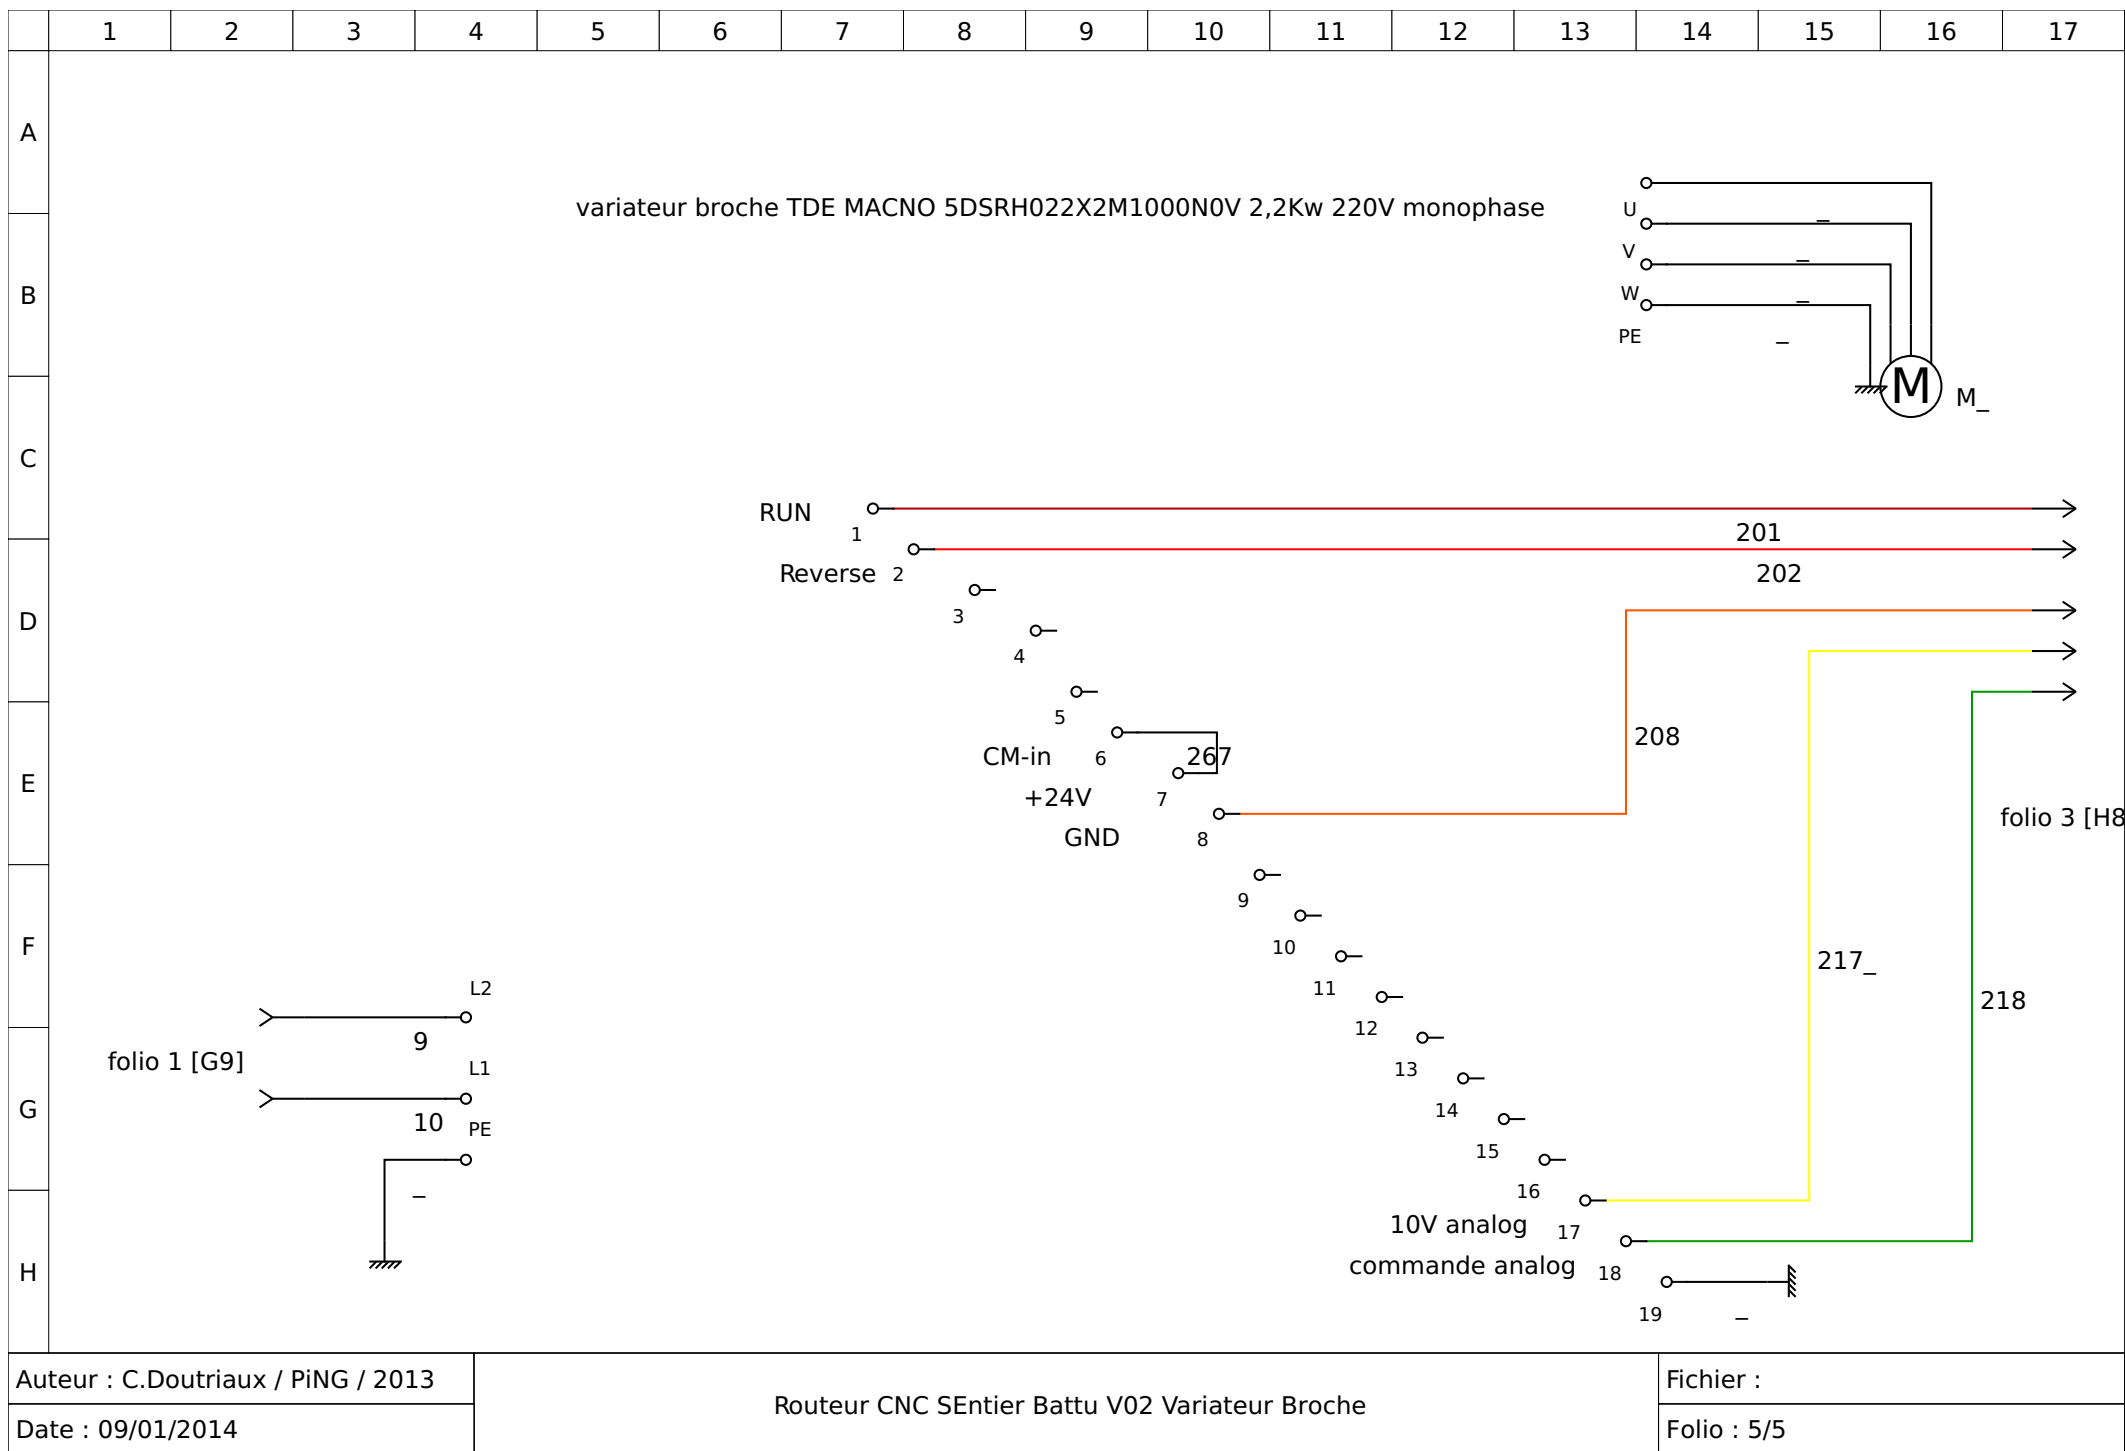 1 2 3 4 5 6 7 8 9 10 11 12 13 14 15 16 17
A
variateur broche TDE MACNO 5DSRH022X2M1000N0V 2,2Kw 220V monophase
U _
V _
B
W _
PE _
M M_
C
RUN 1
201
Reverse 2
202
D
3
4
5
208
CM-in 6 267
E
+24V 7
GND 8
folio 3 [H8
9
F
10
217_
11
L2
218
12
9
folio 1 [G9]
13
L1
G
14
10
PE
15
16
_
10V analog 17
H
commande analog 18
19 _
Auteur : C.Doutriaux / PiNG / 2013
Date : 09/01/2014
Routeur CNC SEntier Battu V02 Variateur Broche
Fichier :
Folio : 5/5